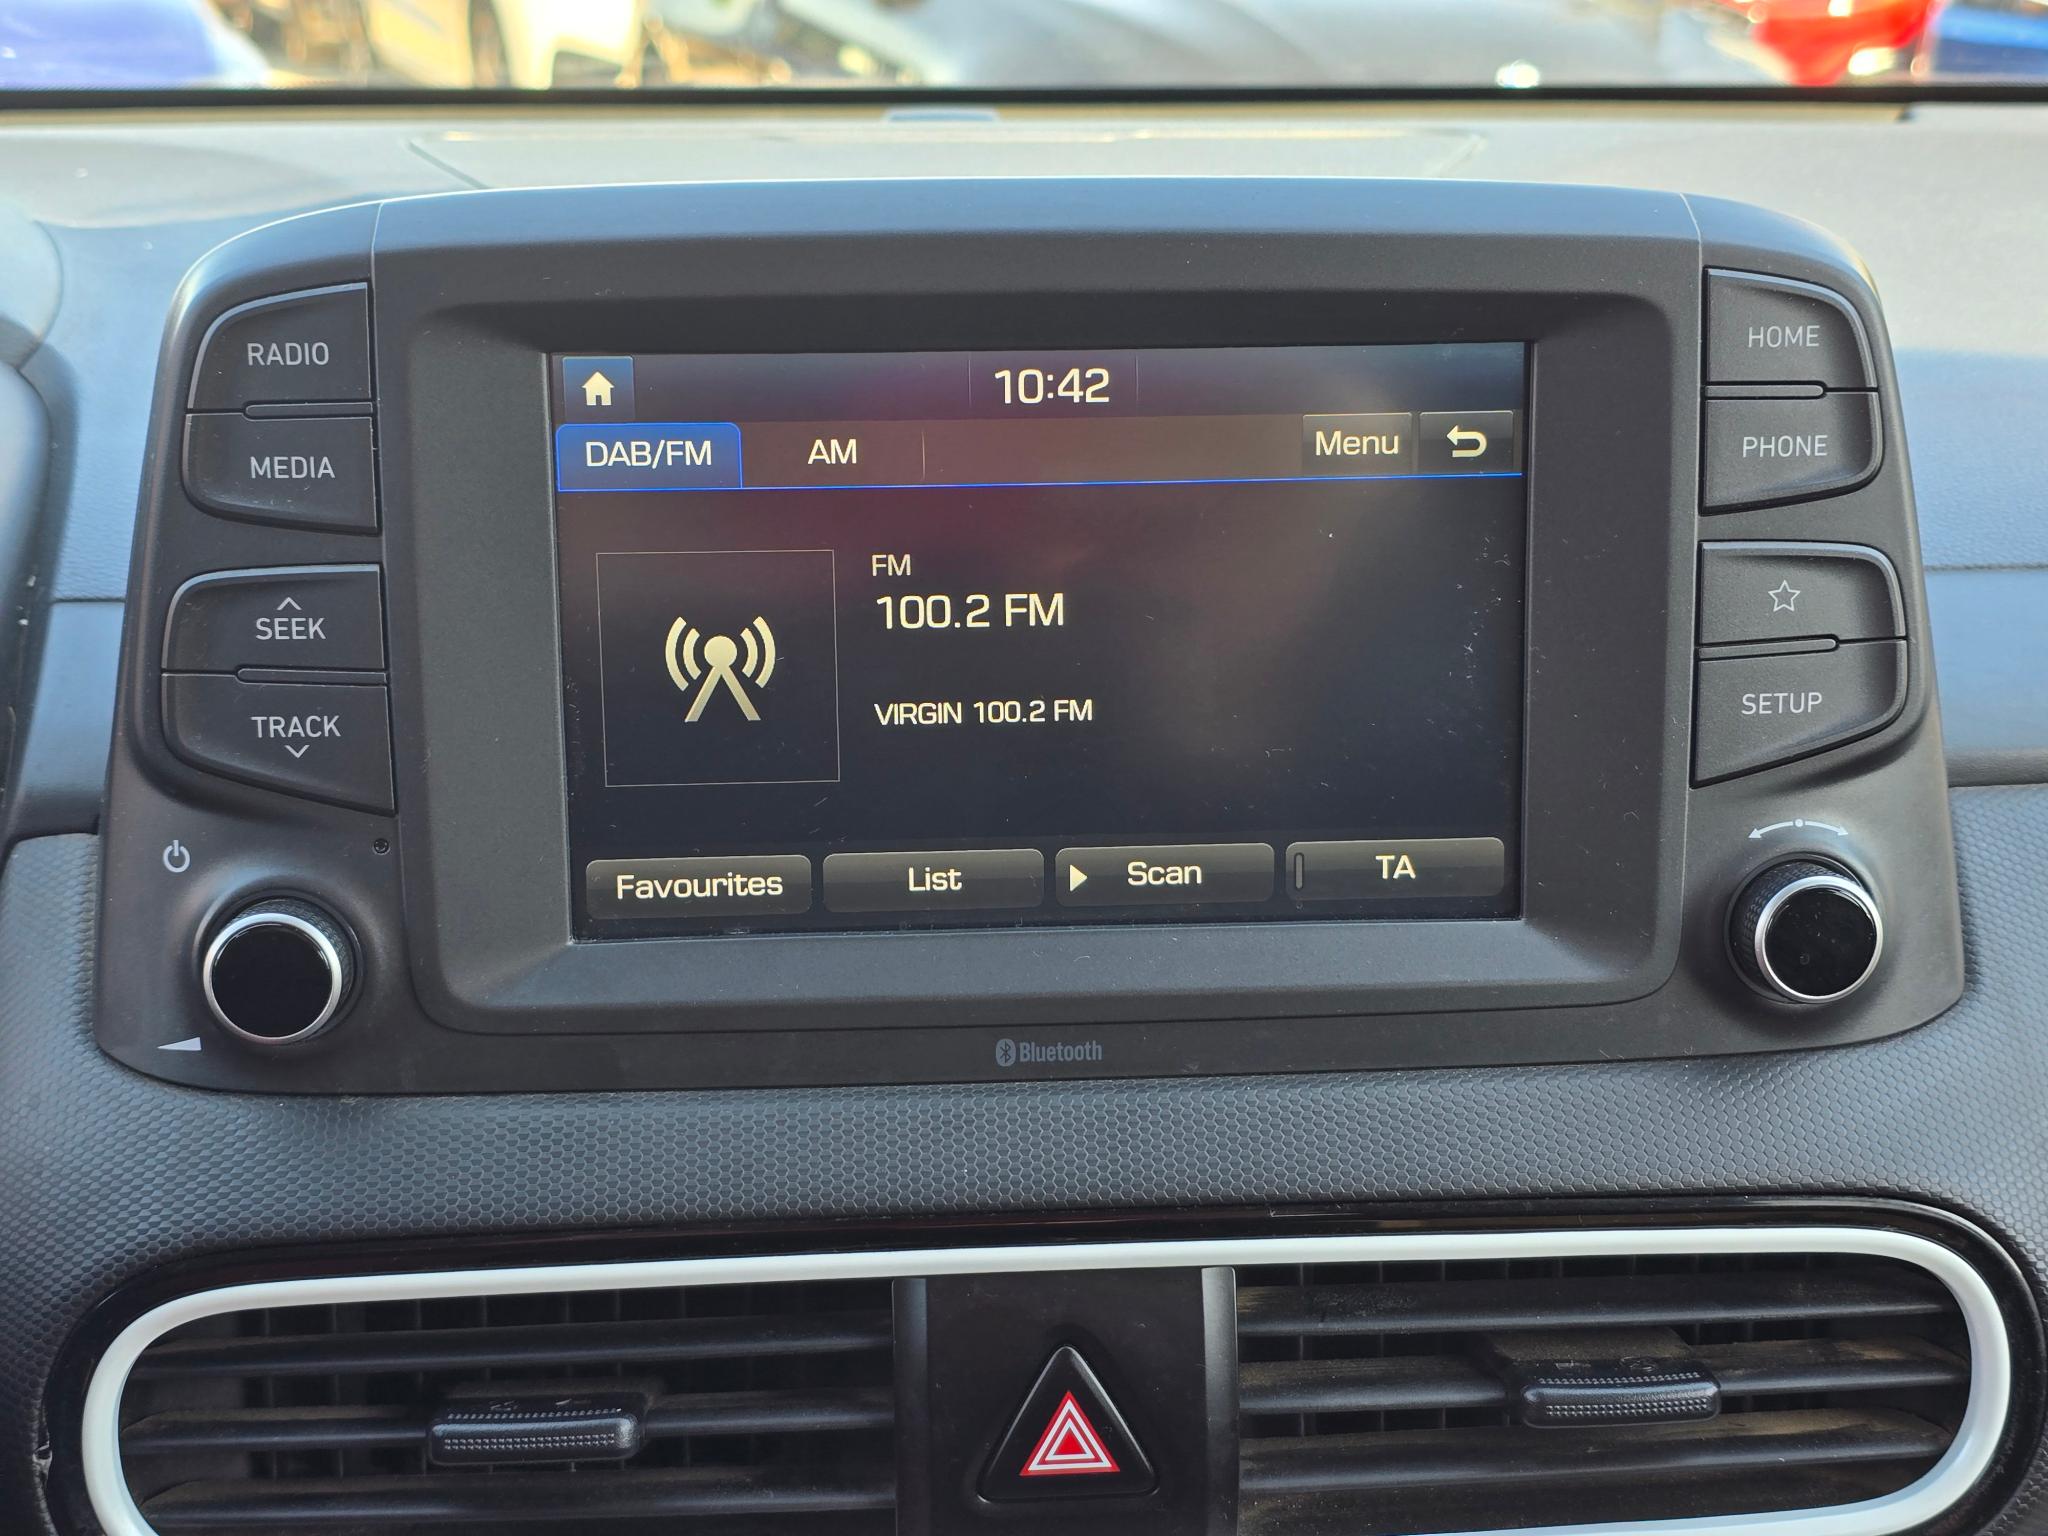 RADIO
MEDIA
SEEK
TRACK
10:42
DAB/FM AM Menu
FM
100.2 FM
VIRGIN 100.2 FM
Favourites List Scan TA
HOME
PHONE
SETUP
Bluetooth